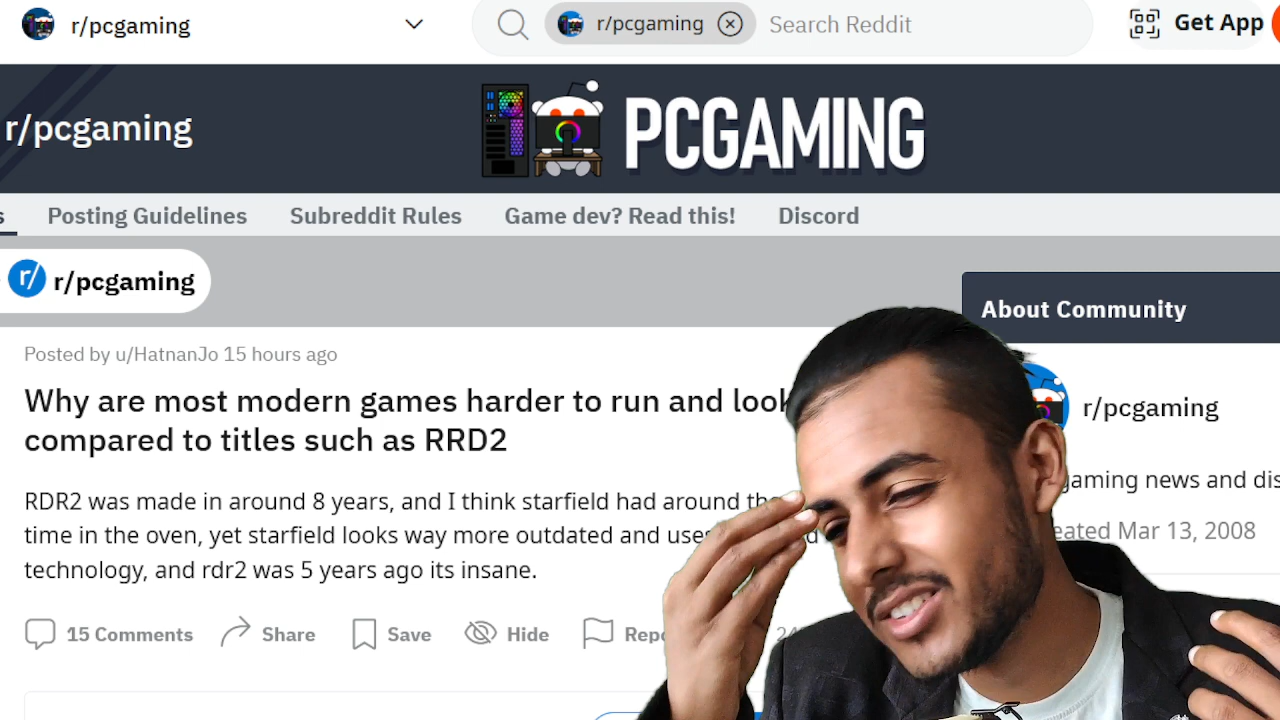 r/pcgaming
r/pcgaming
Search Reddit
Get App
r/pcgaming
PCGAMING
Posting Guidelines
Subreddit Rules
Game dev? Read this!
Discord
r/
r/pcgaming
About Community
Posted by u/HatnanJo 15 hours ago
Why are most modern games harder to run and look
compared to titles such as RRD2
r/pcgaming
RDR2 was made in around 8 years, and I think starfield had around
time in the oven, yet starfield looks way more outdated and
technology, and rdr2 was 5 years ago its insane.
gaming news and
Mar 13, 2008
15 Comments
Share
Save
Hide